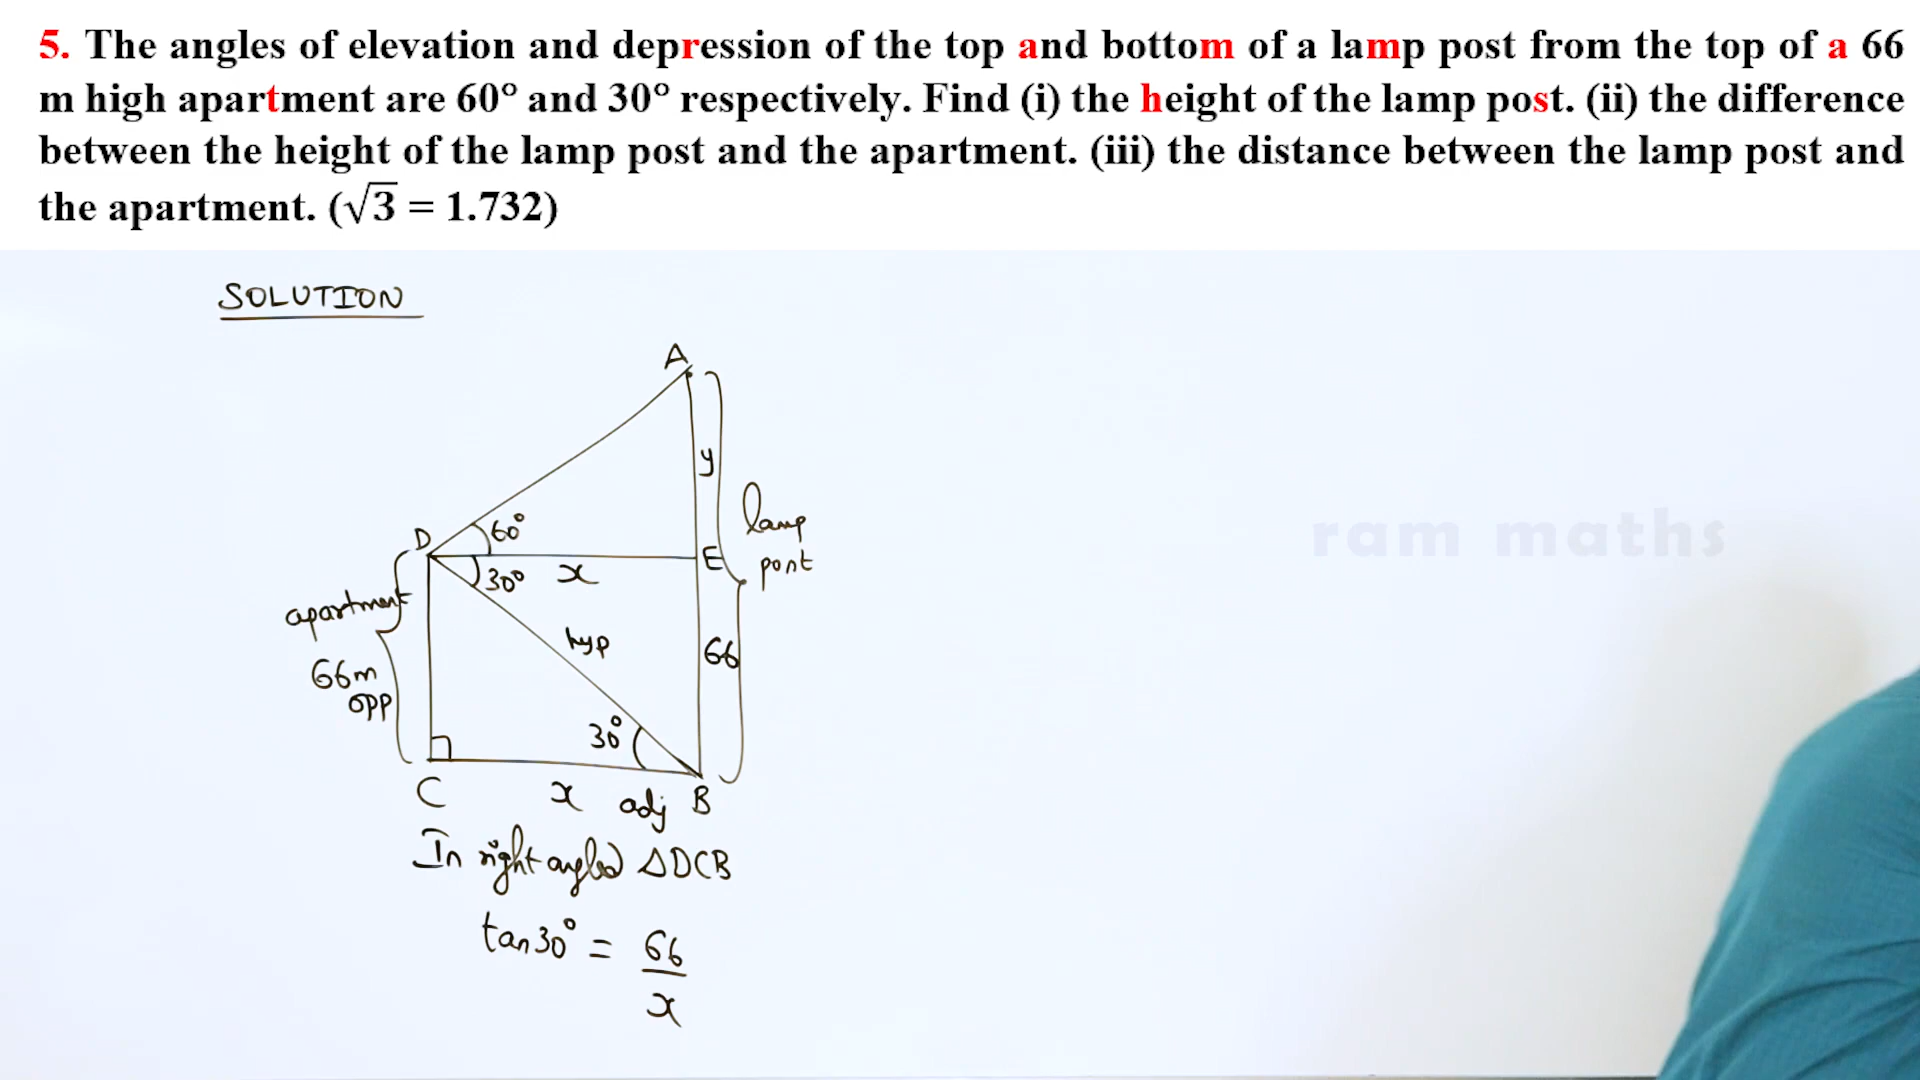 5. The angles of elevation and depression of the top and bottom of a lamp post from the top of a 66
m high apartment are 60° and 30° respectively. Find (i) the height of the lamp post. (ii) the difference
between the height of the lamp post and the apartment. (iii) the distance between the lamp post and
the apartment. (√3 = 1.732)
SOLUTION
A
y
lamp
post
D
60°
E
30°
x
apartment
66m
opp
hyp
66
30°
C
x
adj
B
In right angled ΔDCB
tan30° = 66/x
ram maths